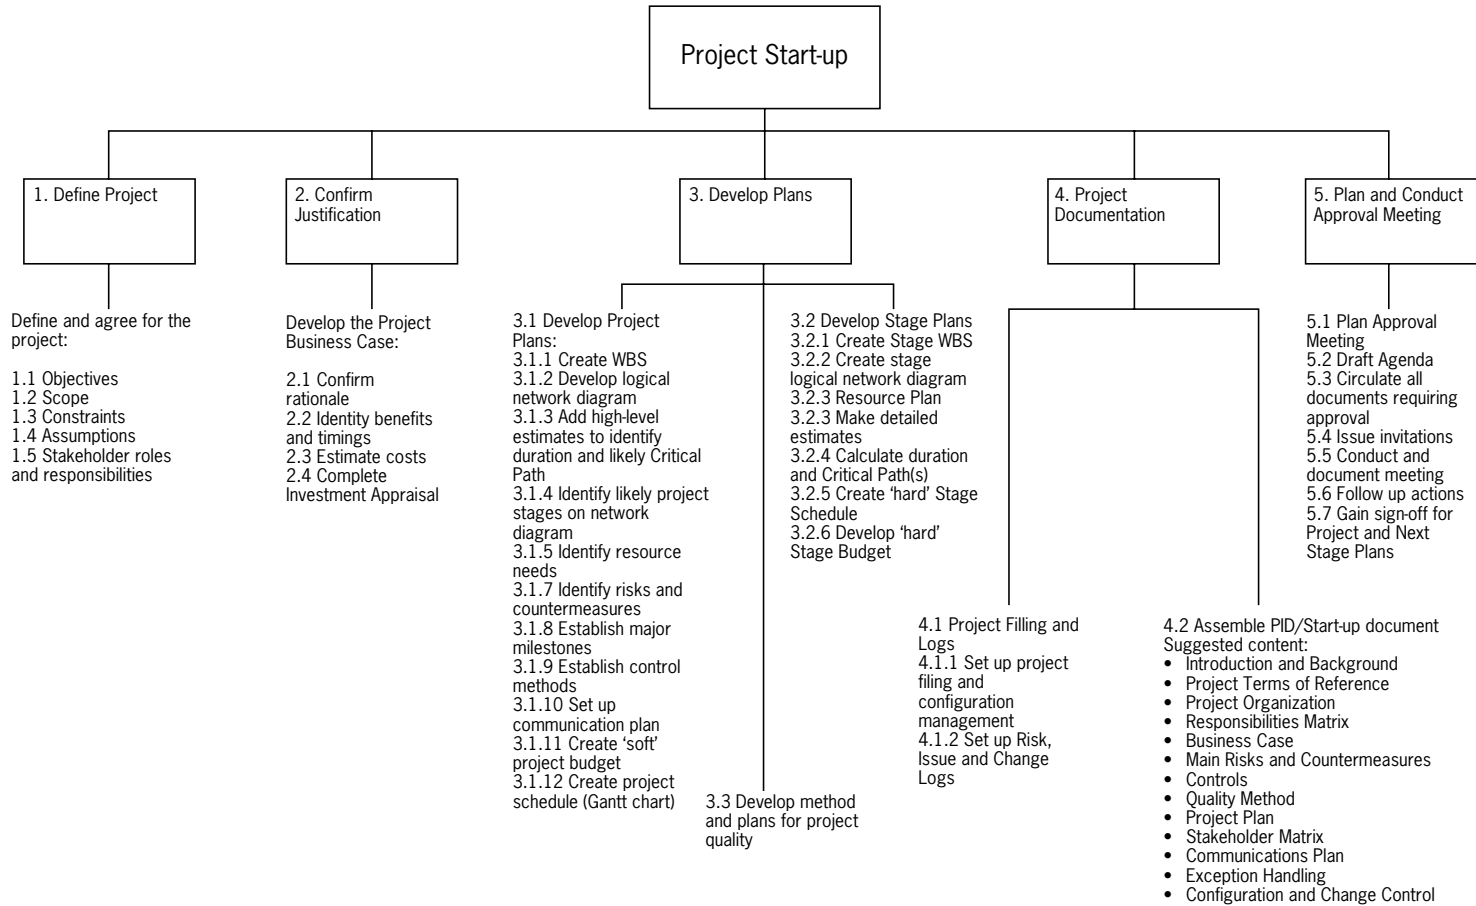 Project Start-up
1. Define Project
2. Confirm
Justification
3. Develop Plans
4. Project
Documentation
5. Plan and Conduct
Approval Meeting
Define and agree for the
project:
1.1 Objectives
1.2 Scope
1.3 Constraints
1.4 Assumptions
1.5 Stakeholder roles
and responsibilities
Develop the Project
Business Case:
2.1 Confirm
rationale
2.2 Identity benefits
and timings
2.3 Estimate costs
2.4 Complete
Investment Appraisal
3.1 Develop Project
Plans:
3.1.1 Create WBS
3.1.2 Develop logical
network diagram
3.1.3 Add high-level
estimates to identify
duration and likely Critical
Path
3.1.4 Identify likely project
stages on network
diagram
3.1.5 Identify resource
needs
3.1.7 Identify risks and
countermeasures
3.1.8 Establish major
milestones
3.1.9 Establish control
methods
3.1.10 Set up
communication plan
3.1.11 Create ‘soft’
project budget
3.1.12 Create project
schedule (Gantt chart)
3.2 Develop Stage Plans
3.2.1 Create Stage WBS
3.2.2 Create stage
logical network diagram
3.2.3 Resource Plan
3.2.3 Make detailed
estimates
3.2.4 Calculate duration
and Critical Path(s)
3.2.5 Create ‘hard’ Stage
Schedule
3.2.6 Develop ‘hard’
Stage Budget
3.3 Develop method
and plans for project
quality
4.1 Project Filling and
Logs
4.1.1 Set up project
filing and
configuration
management
4.1.2 Set up Risk,
Issue and Change
Logs
4.2 Assemble PID/Start-up document
Suggested content:
• Introduction and Background
• Project Terms of Reference
• Project Organization
• Responsibilities Matrix
• Business Case
• Main Risks and Countermeasures
• Controls
• Quality Method
• Project Plan
• Stakeholder Matrix
• Communications Plan
• Exception Handling
• Configuration and Change Control
5.1 Plan Approval
Meeting
5.2 Draft Agenda
5.3 Circulate all
documents requiring
approval
5.4 Issue invitations
5.5 Conduct and
document meeting
5.6 Follow up actions
5.7 Gain sign-off for
Project and Next
Stage Plans